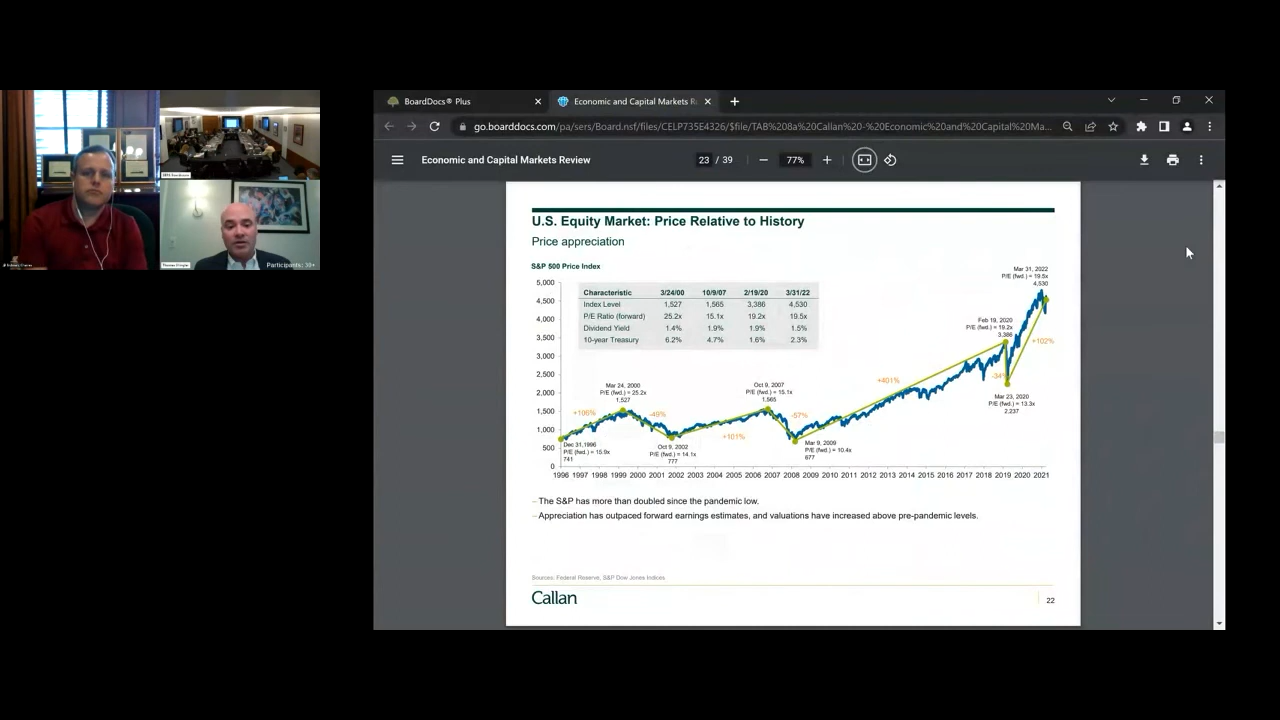 BoardDocs® Plus
Economic and Capital Markets R
go.boarddocs.com/pa/sers/Board.nsf/files/CELP735E4326/$file/TAB%208a%20Callan%20-%20Economic%20and%20Capital%20Ma...
Economic and Capital Markets Review
23 / 39
77%
Participants: 30+
U.S. Equity Market: Price Relative to History
Price appreciation
S&P 500 Price Index
Characteristic 3/24/00 10/9/07 2/19/20 3/31/22
Index Level 1,527 1,565 3,386 4,530
P/E Ratio (forward) 25.2x 15.1x 19.2x 19.5x
Dividend Yield 1.4% 1.9% 1.9% 1.5%
10-year Treasury 6.2% 4.7% 1.6% 2.3%
5,000
4,500
4,000
3,500
3,000
2,500
2,000
1,500
1,000
500
0
Dec 31,1996
P/E (fwd.) = 15.9x
741
+106%
Mar 24, 2000
P/E (fwd.) = 25.2x
1,527
-49%
Oct 9, 2002
P/E (fwd.) = 14.1x
777
+101%
Oct 9, 2007
P/E (fwd.) = 15.1x
1,565
-57%
Mar 9, 2009
P/E (fwd.) = 10.4x
677
+401%
Feb 19, 2020
P/E (fwd.) = 19.2x
3,386
-34%
Mar 23, 2020
P/E (fwd.) = 13.3x
2,237
+102%
Mar 31, 2022
P/E (fwd.) = 19.5x
4,530
1996 1997 1998 1999 2000 2001 2002 2003 2004 2005 2006 2007 2008 2009 2010 2011 2012 2013 2014 2015 2016 2017 2018 2019 2020 2021
– The S&P has more than doubled since the pandemic low.
– Appreciation has outpaced forward earnings estimates, and valuations have increased above pre-pandemic levels.
Sources: Federal Reserve, S&P Dow Jones Indices
Callan
22